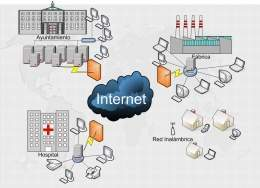 Ayuntamiento
Fábrica
Internet
Hospital
Red Inalámbrica